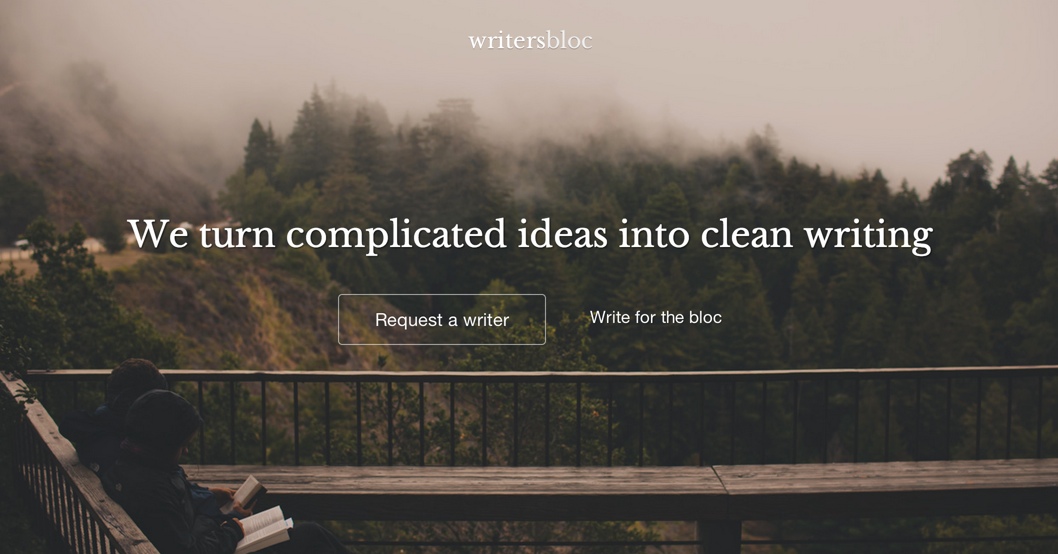 writersbloc
We turn complicated ideas into clean writing
Request a writer
Write for the bloc